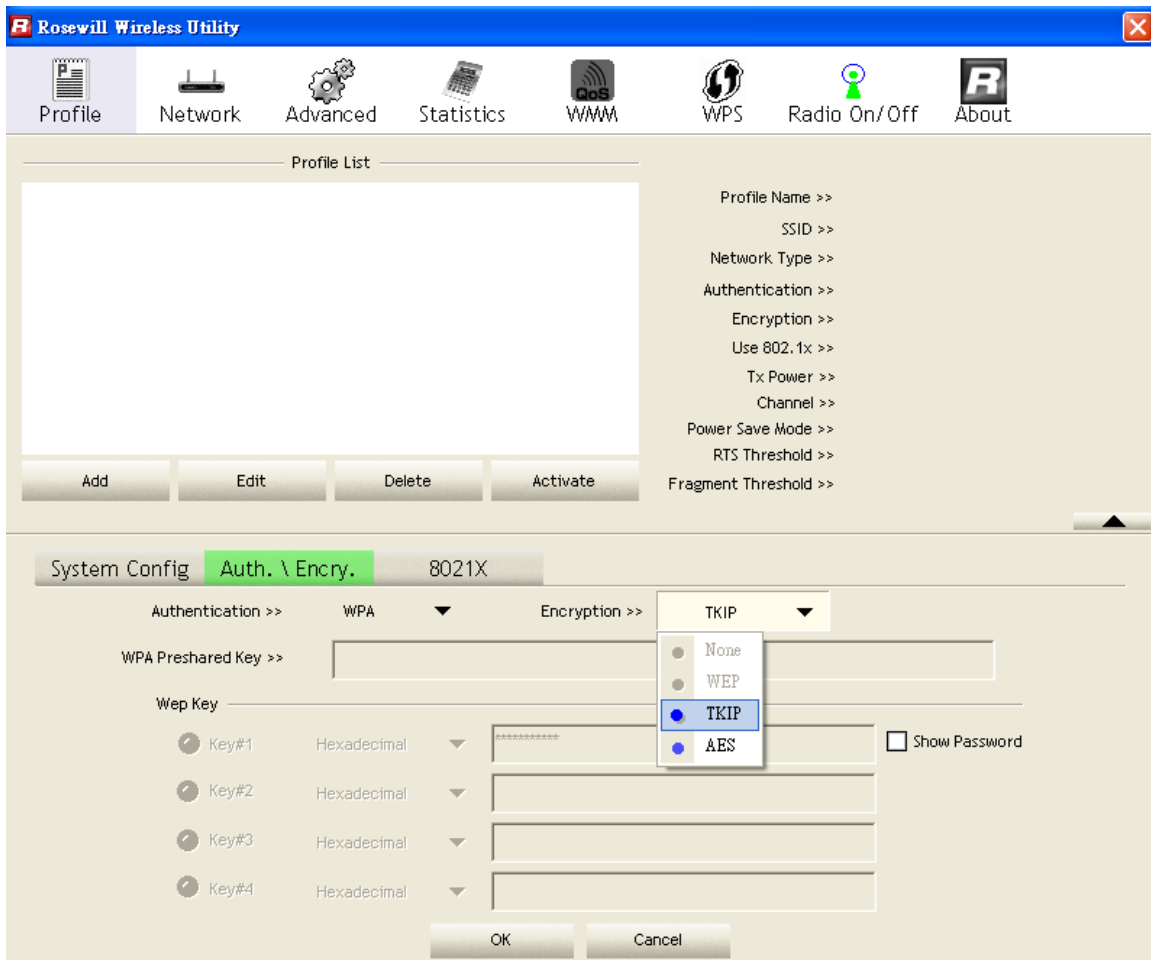 R Rosewill Wireless Utility
Profile Network Advanced Statistics QoS WMM WPS Radio On/Off R About
Profile List
Profile Name >>
SSID >>
Network Type >>
Authentication >>
Encryption >>
Use 802.1x >>
Tx Power >>
Channel >>
Power Save Mode >>
RTS Threshold >>
Fragment Threshold >>
Add Edit Delete Activate
System Config Auth. \ Encry. 8021X
Authentication >> WPA Encryption >> TKIP
WPA Preshared Key >>
None
WEP
TKIP
AES
Wep Key
Key#1 Hexadecimal *********** Show Password
Key#2 Hexadecimal
Key#3 Hexadecimal
Key#4 Hexadecimal
OK Cancel